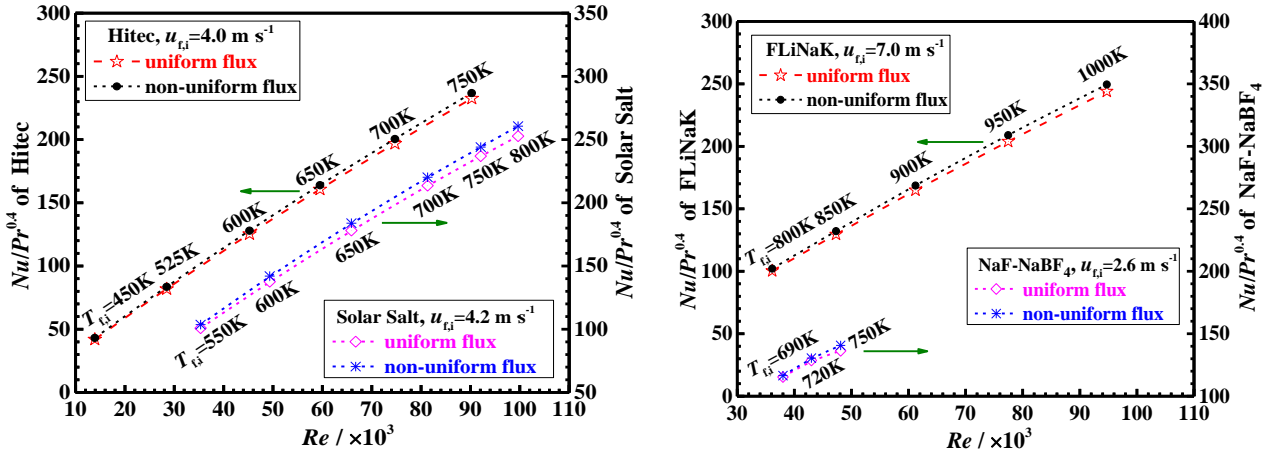 Hitec, u_f,i=4.0 m s⁻¹
uniform flux
non-uniform flux
300
250
200
150
100
50
0
Nu/Pr^0.4 of Hitec
350
300
250
200
150
100
50
Nu/Pr^0.4 of Solar Salt
T_f,i=450K
525K
600K
650K
700K
750K
T_f,i=550K
600K
650K
700K
750K
800K
Solar Salt, u_f,i=4.2 m s⁻¹
uniform flux
non-uniform flux
10 20 30 40 50 60 70 80 90 100 110
Re / ×10³
FLiNaK, u_f,i=7.0 m s⁻¹
uniform flux
non-uniform flux
300
250
200
150
100
50
0
Nu/Pr^0.4 of FLiNaK
400
350
300
250
200
150
100
Nu/Pr^0.4 of NaF-NaBF₄
T_f,i=800K
850K
900K
950K
1000K
NaF-NaBF₄, u_f,i=2.6 m s⁻¹
uniform flux
non-uniform flux
T_f,i=690K
720K
750K
30 40 50 60 70 80 90 100 110
Re / ×10³